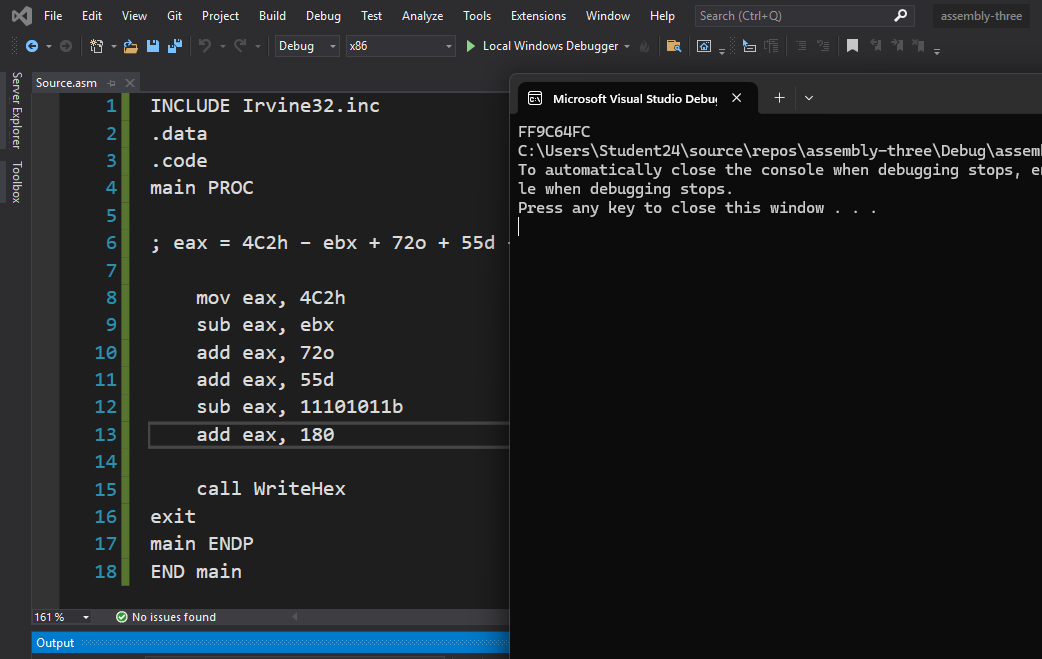 File Edit View Git Project Build Debug Test Analyze Tools Extensions Window Help Search (Ctrl+Q) assembly-three
Debug x86 Local Windows Debugger
Server Explorer
Toolbox
Source.asm
1 INCLUDE Irvine32.inc
2 .data
3 .code
4 main PROC
5
6 ; eax = 4C2h - ebx + 72o + 55d
7
8 mov eax, 4C2h
9 sub eax, ebx
10 add eax, 72o
11 add eax, 55d
12 sub eax, 11101011b
13 add eax, 180
14
15 call WriteHex
16 exit
17 main ENDP
18 END main
161 % No issues found
Output
Microsoft Visual Studio Debug
FF9C64FC
C:\Users\Student24\source\repos\assembly-three\Debug\assem
To automatically close the console when debugging stops, en
le when debugging stops.
Press any key to close this window . . .